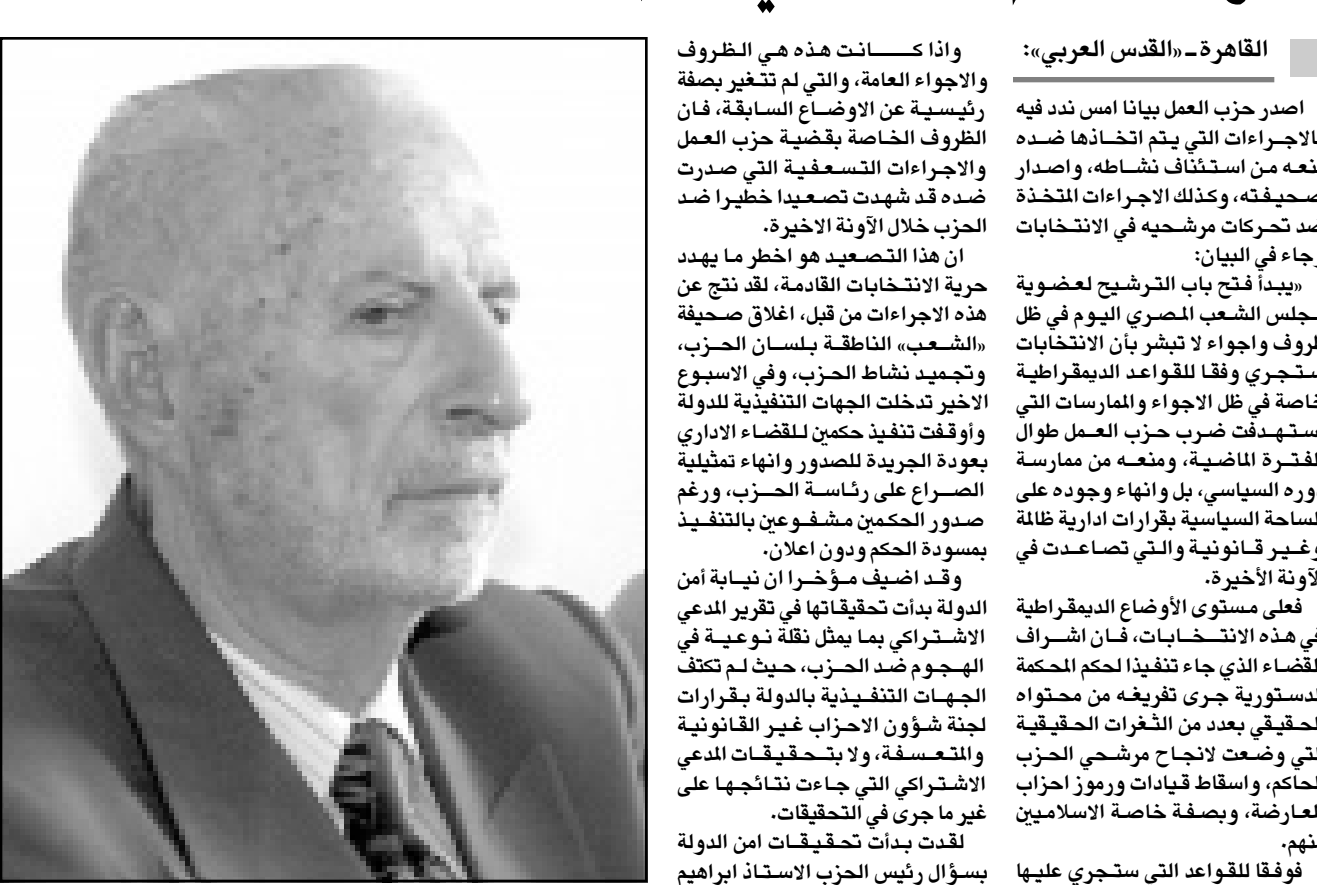 القاهرة ـ «القدس العربي»:
اصدر حزب العمل بيانا امس ندد فيه
بالاجراءات التي يتم اتخاذها ضده
نعه من استئناف نشاطه، واصدار
صحيفته، وكذلك الاجراءات المتخذة
ضد تحركات مرشحيه في الانتخابات
وجاء في البيان:
«يبدأ فتح باب الترشيح لعضوية
مجلس الشعب المصري اليوم في ظل
ظروف واجواء لا تبشر بأن الانتخابات
ستجري وفقا للقواعد الديمقراطية
خاصة في ظل الاجواء والممارسات التي
استهدفت ضرب حزب العمل طوال
الفترة الماضية، ومنعه من ممارسة
دوره السياسي، بل وانهاء وجوده على
الساحة السياسية بقرارات ادارية ظالمة
وغير قانونية والتي تصاعدت في
الآونة الأخيرة.
فعلى مستوى الأوضاع الديمقراطية
في هذه الانتخابات، فان اشراف
القضاء الذي جاء تنفيذا لحكم المحكمة
الدستورية جرى تفريغه من محتواه
الحقيقي بعدد من الثغرات الحقيقية
التي وضعت لانجاح مرشحي الحزب
الحاكم، واسقاط قيادات ورموز احزاب
المعارضة، وبصفة خاصة الاسلاميين
منهم.
فوفقا للقواعد التى ستجري عليها
واذا كانت هذه هي الظروف
والاجواء العامة، والتي لم تتغير بصفة
رئيسية عن الاوضاع السابقة، فان
الظروف الخاصة بقضية حزب العمل
والاجراءات التسعفية التي صدرت
ضده قد شهدت تصعيدا خطيرا ضد
الحزب خلال الآونة الاخيرة.
ان هذا التصعيد هو اخطر ما يهدد
حرية الانتخابات القادمة، لقد نتج عن
هذه الاجراءات من قبل، اغلاق صحيفة
«الشعب» الناطقة بلسان الحزب،
وتجميد نشاط الحزب، وفي الاسبوع
الاخير تدخلت الجهات التنفيذية للدولة
وأوقفت تنفيذ حكمين للقضاء الاداري
بعودة الجريدة للصدور وانهاء تمثيلية
الصراع على رئاسة الحزب، ورغم
صدور الحكمين مشفوعين بالتنفيذ
بمسودة الحكم ودون اعلان.
وقد اضيف مؤخرا ان نيابة أمن
الدولة بدأت تحقيقاتها في تقرير المدعي
الاشتراكي بما يمثل نقلة نوعية في
الهجوم ضد الحزب، حيث لم تكتف
الجهات التنفيذية بالدولة بقرارات
لجنة شؤون الاحزاب غير القانونية
والمتعسفة، ولا بتحقيقات المدعي
الاشتراكي التي جاءت نتائجها على
غير ما جرى في التحقيقات.
لقدت بدأت تحقيقات امن الدولة
بسؤال رئيس الحزب الاستاذ ابراهيم